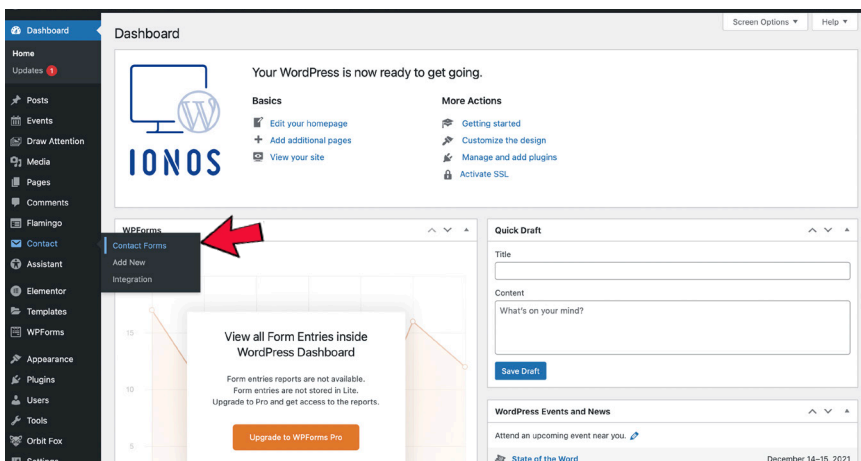 Screen Options ▼
Help ▼
Dashboard
Home
Updates 1
Posts
Events
Draw Attention
Media
Pages
Comments
Flamingo
Contact
Assistant
Elementor
Templates
WPForms
Appearance
Plugins
Users
Tools
Orbit Fox
Settings
Contact Forms
Add New
Integration
Dashboard
IONOS
Your WordPress is now ready to get going.
Basics
Edit your homepage
Add additional pages
View your site
More Actions
Getting started
Customize the design
Manage and add plugins
Activate SSL
WPForms
15
10
5
View all Form Entries inside
WordPress Dashboard
Form entries reports are not available.
Form entries are not stored in Lite.
Upgrade to Pro and get access to the reports.
Upgrade to WPForms Pro
Quick Draft
Title
Content
What's on your mind?
Save Draft
WordPress Events and News
Attend an upcoming event near you.
State of the Word
December 14–15, 2021